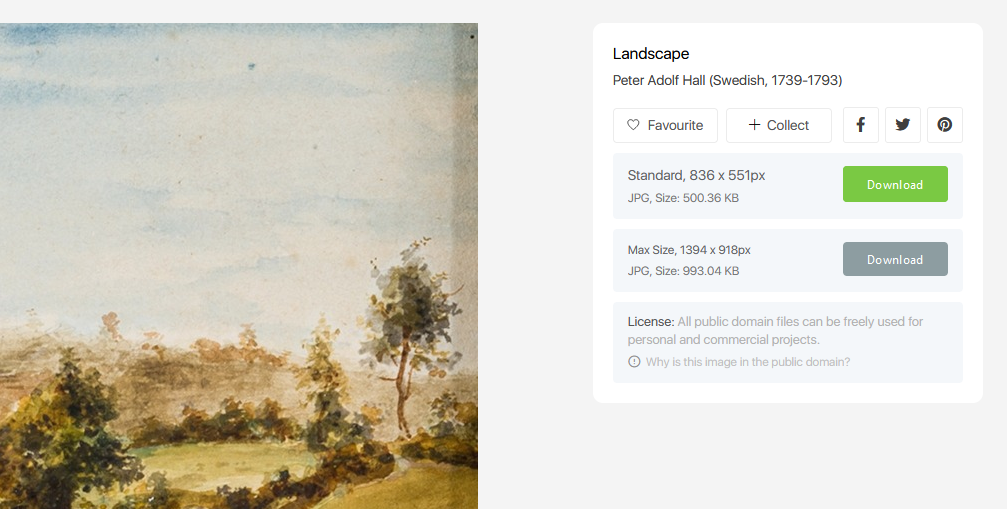 Landscape
Peter Adolf Hall (Swedish, 1739-1793)
Favourite
Collect
Standard, 836 x 551px
JPG, Size: 500.36 KB
Download
Max Size, 1394 x 918px
JPG, Size: 993.04 KB
Download
License: All public domain files can be freely used for
personal and commercial projects.
Why is this image in the public domain?